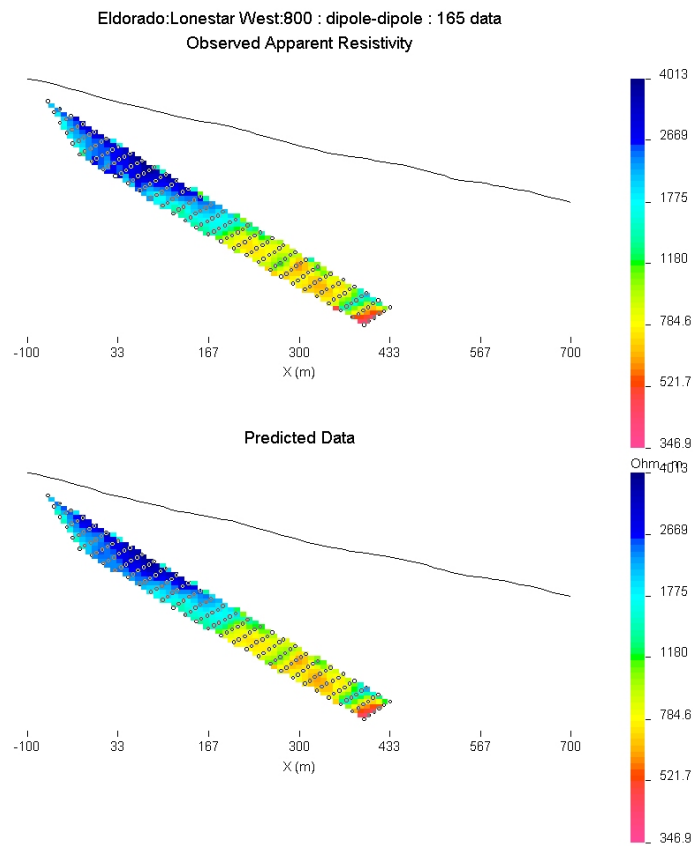 Eldorado:Lonestar West:800 : dipole-dipole : 165 data
Observed Apparent Resistivity
4013
2669
1775
1180
784.6
521.7
346.9
-100 33 167 300 433 567 700
X (m)
Predicted Data
Ohm-m
4013
2669
1775
1180
784.6
521.7
346.9
-100 33 167 300 433 567 700
X (m)